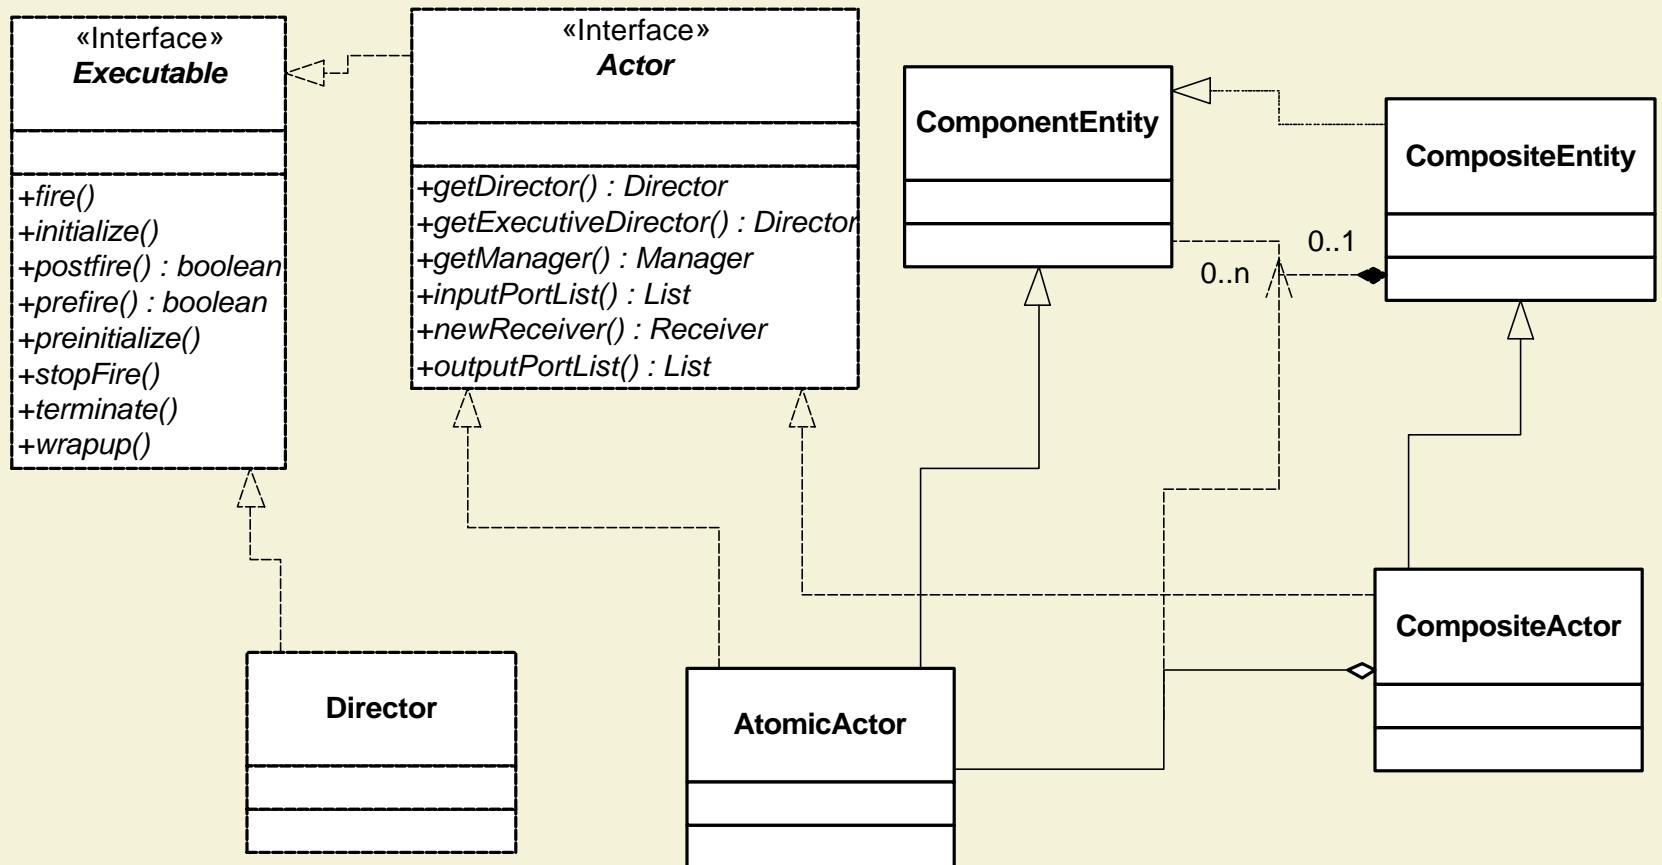 «Interface»
Executable
+fire()
+initialize()
+postfire() : boolean
+prefire() : boolean
+preinitialize()
+stopFire()
+terminate()
+wrapup()
«Interface»
Actor
+getDirector() : Director
+getExecutiveDirector() : Director
+getManager() : Manager
+inputPortList() : List
+newReceiver() : Receiver
+outputPortList() : List
ComponentEntity
CompositeEntity
0..1
0..n
Director
AtomicActor
CompositeActor